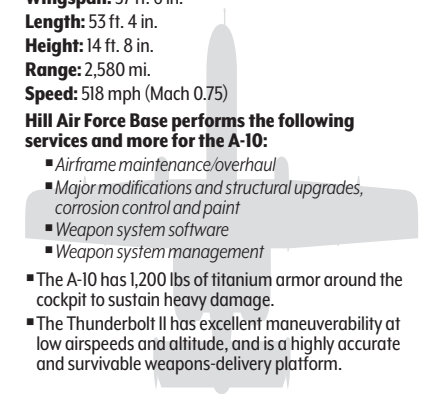 Length: 53 ft. 4 in.
Height: 14 ft. 8 in.
Range: 2,580 mi.
Speed: 518 mph (Mach 0.75)
Hill Air Force Base performs the following
services and more for the A-10:
▪ Airframe maintenance/overhaul
▪ Major modifications and structural upgrades,
corrosion control and paint
▪ Weapon system software
▪ Weapon system management
▪ The A-10 has 1,200 lbs of titanium armor around the
cockpit to sustain heavy damage.
▪ The Thunderbolt II has excellent maneuverability at
low airspeeds and altitude, and is a highly accurate
and survivable weapons-delivery platform.